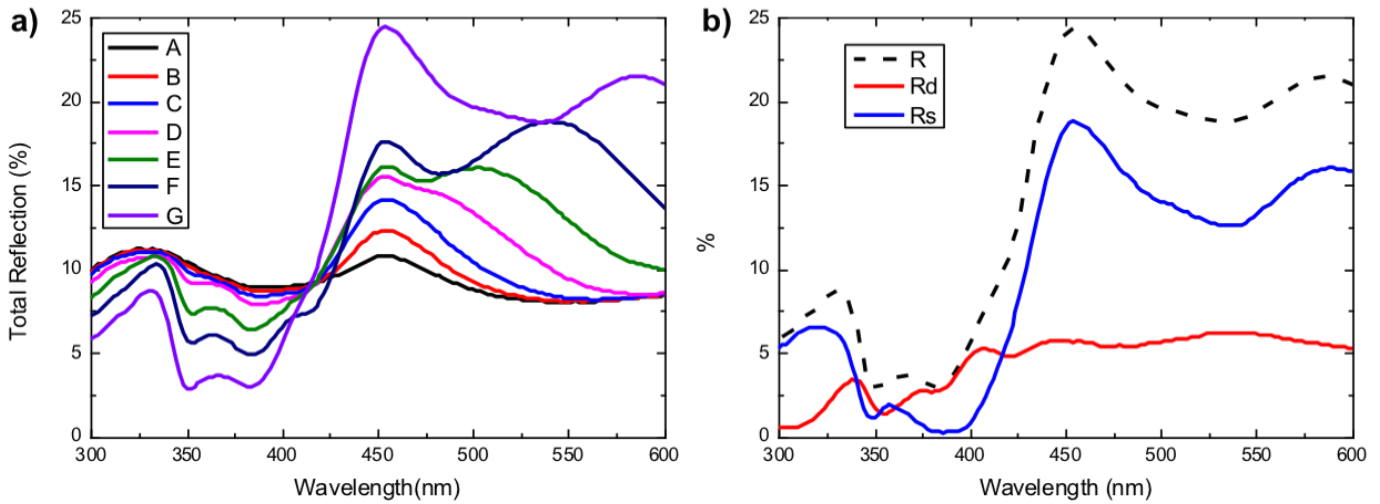 a)
25
20
15
10
5
0
Total Reflection (%)
A
B
C
D
E
F
G
300 350 400 450 500 550 600
Wavelength(nm)
b)
25
20
15
10
5
0
%
R
Rd
Rs
300 350 400 450 500 550 600
Wavelength (nm)